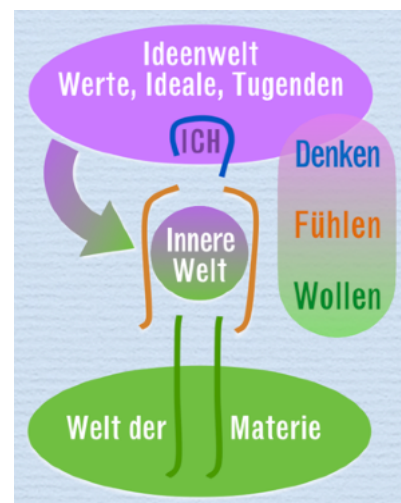 Ideenwelt
Werte, Ideale, Tugenden
ICH
Denken
Fühlen
Wollen
Innere
Welt
Welt der Materie